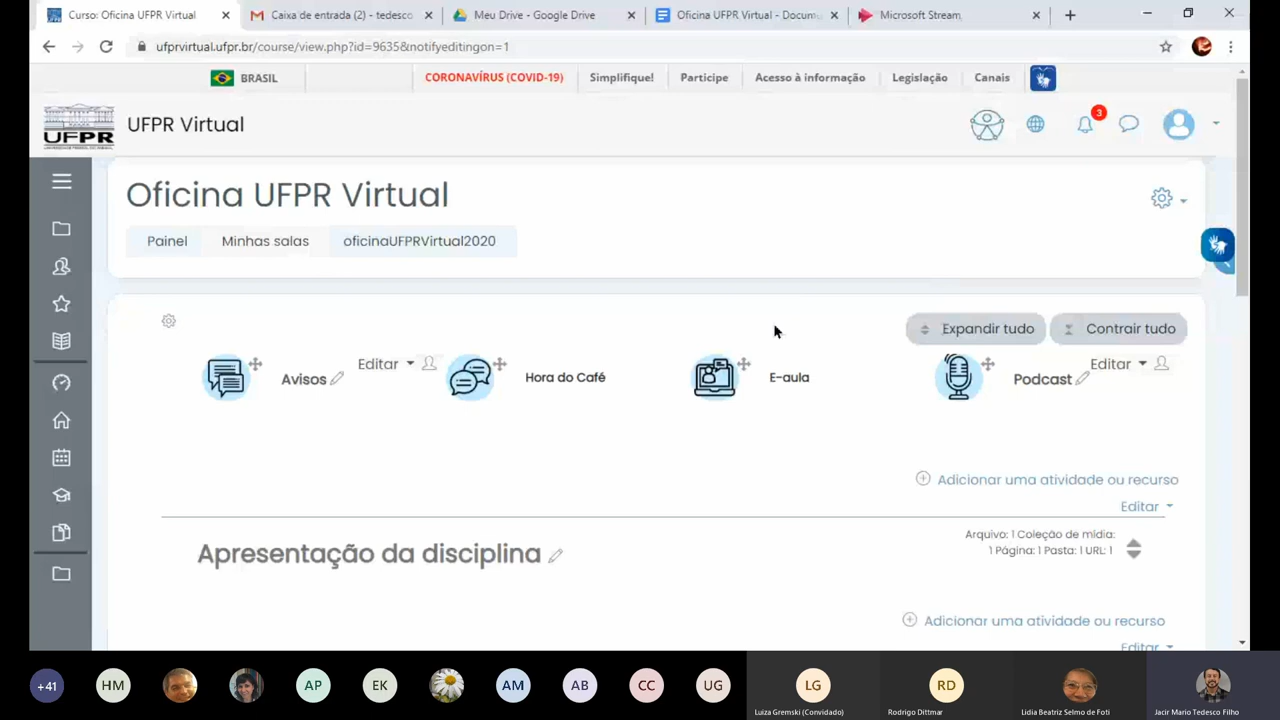 Curso: Oficina UFPR Virtual
Caixa de entrada (2) - tedesco
Meu Drive - Google Drive
Oficina UFPR Virtual - Docum
Microsoft Stream,
ufprvirtual.ufpr.br/course/view.php?id=9635&notifyeditingon=1
BRASIL
CORONAVÍRUS (COVID-19)
Simplifique!
Participe
Acesso à informação
Legislação
Canais
UFPR
UFPR Virtual
3
Oficina UFPR Virtual
Painel
Minhas salas
oficinaUFPRVirtual2020
Expandir tudo
Contrair tudo
Avisos
Editar
Hora do Café
E-aula
Podcast
Editar
Adicionar uma atividade ou recurso
Editar
Apresentação da disciplina
Arquivo: 1 Coleção de mídia:
1 Página: 1 Pasta: 1 URL: 1
Adicionar uma atividade ou recurso
Editar
+41
HM
AP
EK
AM
AB
CC
UG
LG
Luiza Gremski (Convidado)
RD
Rodrigo Dittmar
Lidia Beatriz Selmo de Foti
Jacir Mario Tedesco Filho